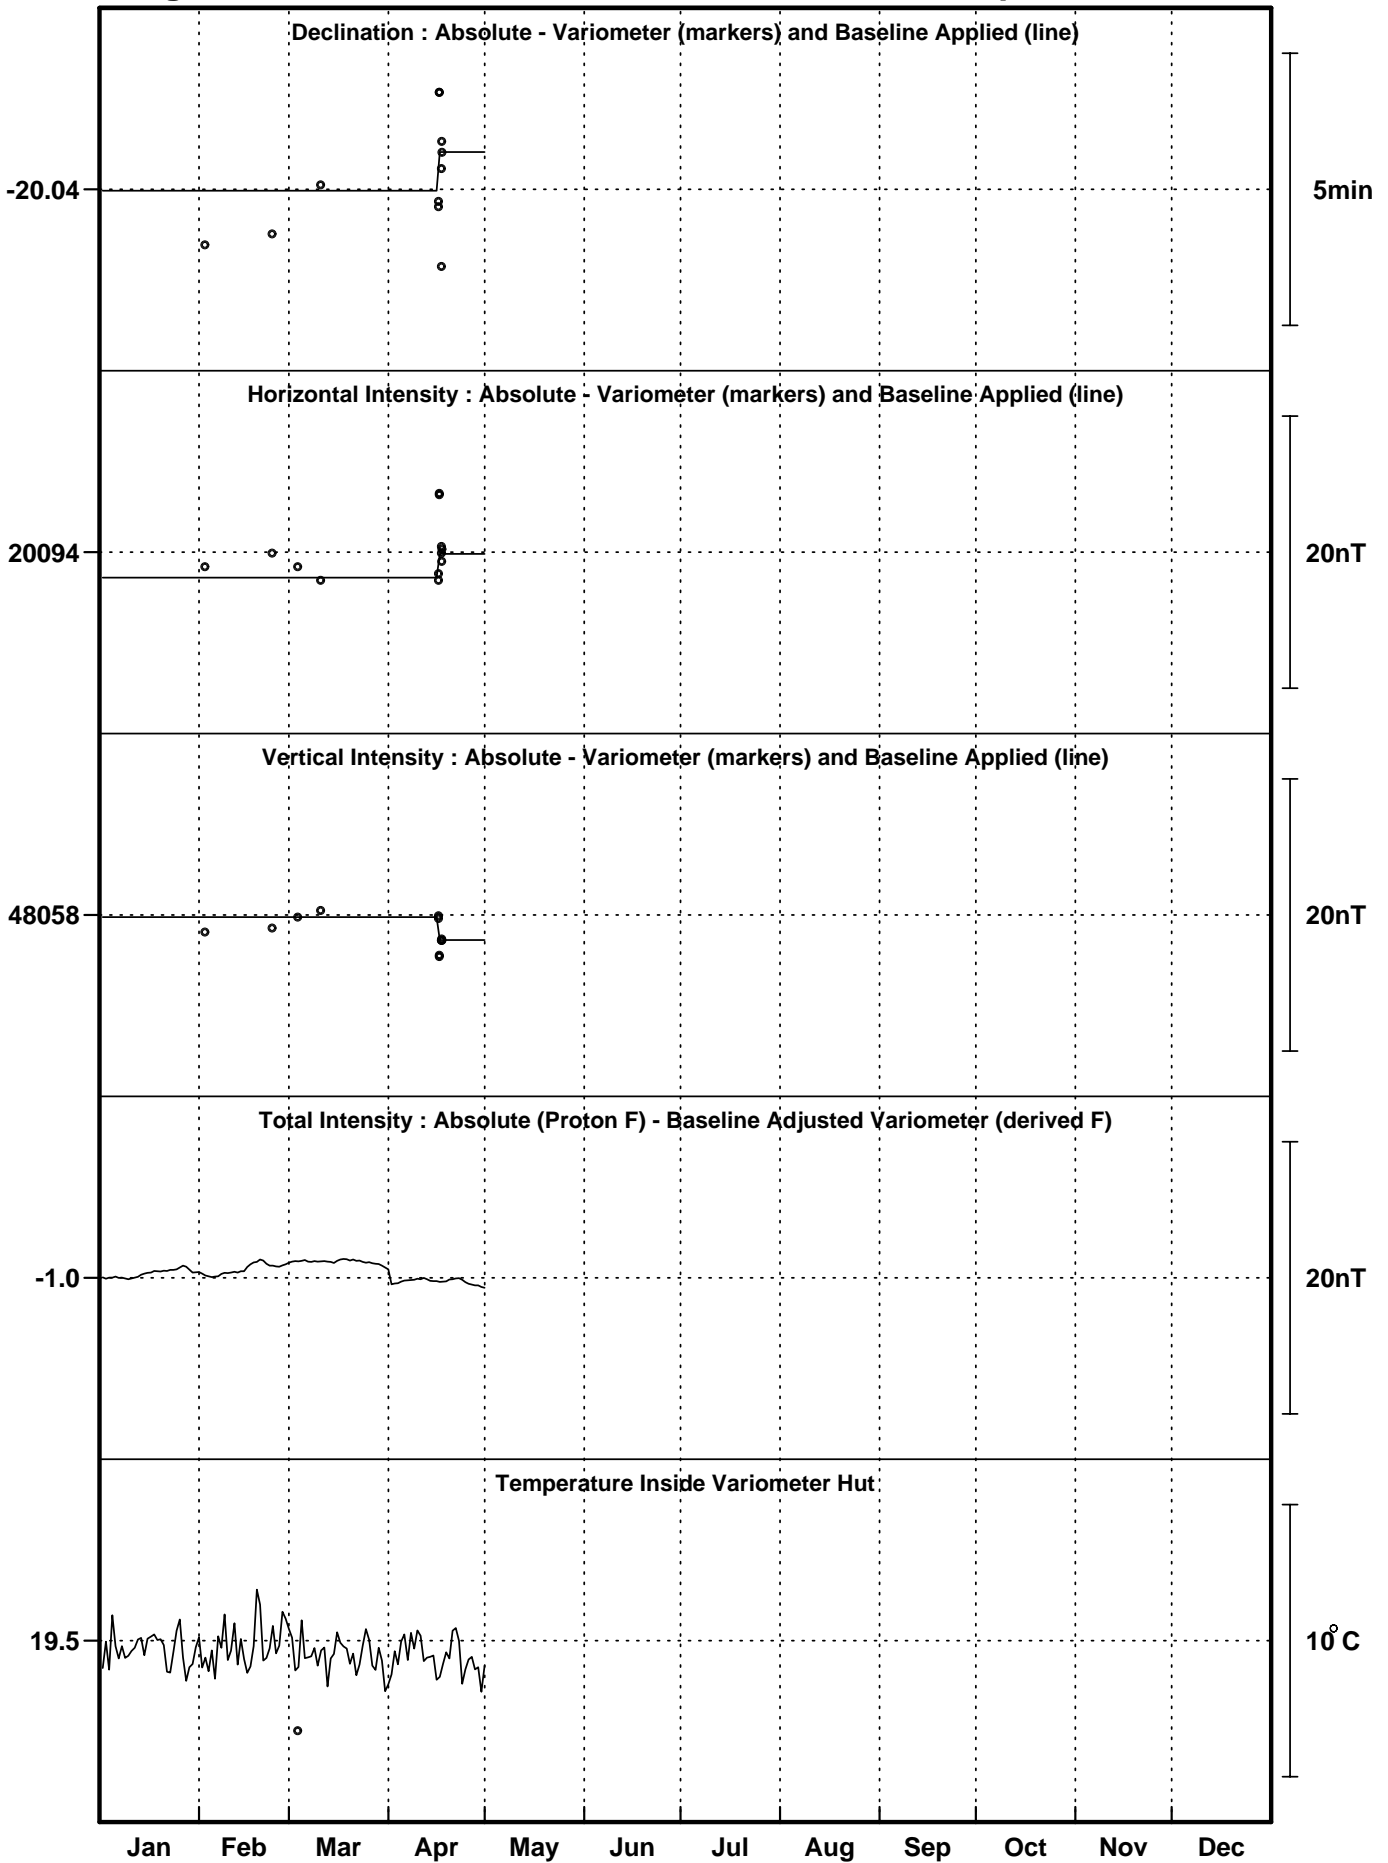 Declination : Absolute - Variometer (markers) and Baseline Applied (line)
-20.04
5min
Horizontal Intensity : Absolute - Variometer (markers) and Baseline Applied (line)
20094
20nT
Vertical Intensity : Absolute - Variometer (markers) and Baseline Applied (line)
48058
20nT
Total Intensity : Absolute (Proton F) - Baseline Adjusted Variometer (derived F)
-1.0
20nT
Temperature Inside Variometer Hut
19.5
10° C
Jan Feb Mar Apr May Jun Jul Aug Sep Oct Nov Dec